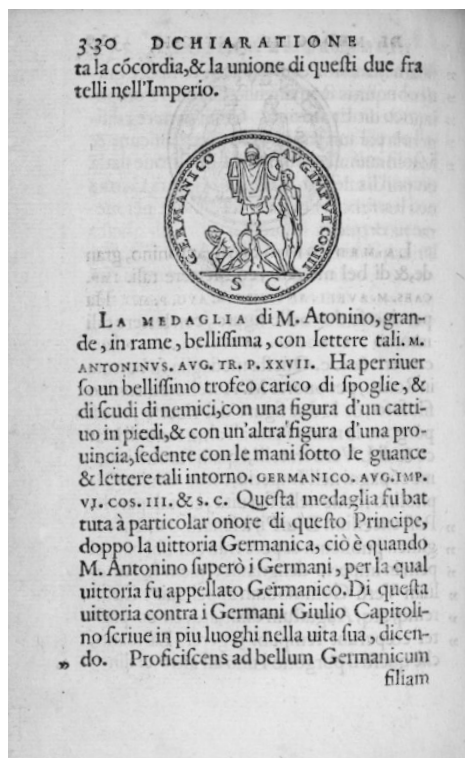 330 DCHIARATIONE
ta la cōcordia,& la unione di queſti due fra
telli nell'Imperio.
GERMANICO AVG IMP VI COS III
S C
LA MEDAGLIA di M. Atonino, gran-
de, in rame, belliſſima, con lettere tali. M.
ANTONINVS. AVG. TR. P. XXVII. Ha per riuer
ſo un belliſſimo trofeo carico di ſpoglie, &
di ſcudi di nemici,con una figura d'un catti
uo in piedi,& con un'altra figura d'una pro-
uincia,ſedente con le mani ſotto le guance
& lettere tali intorno. GERMANICO. AVG.IMP.
VI. COS. III. & S. C. Queſta medaglia fu bat
tuta à particolar onore di queſto Principe,
doppo la uittoria Germanica, ciò è quando
M. Antonino ſuperò i Germani, per la qual
uittoria fu appellato Germanico. Di queſta
uittoria contra i Germani Giulio Capitoli-
no ſcriue in piu luoghi nella uita ſua, dicen-
„ do. Proficiſcens ad bellum Germanicum
filiam